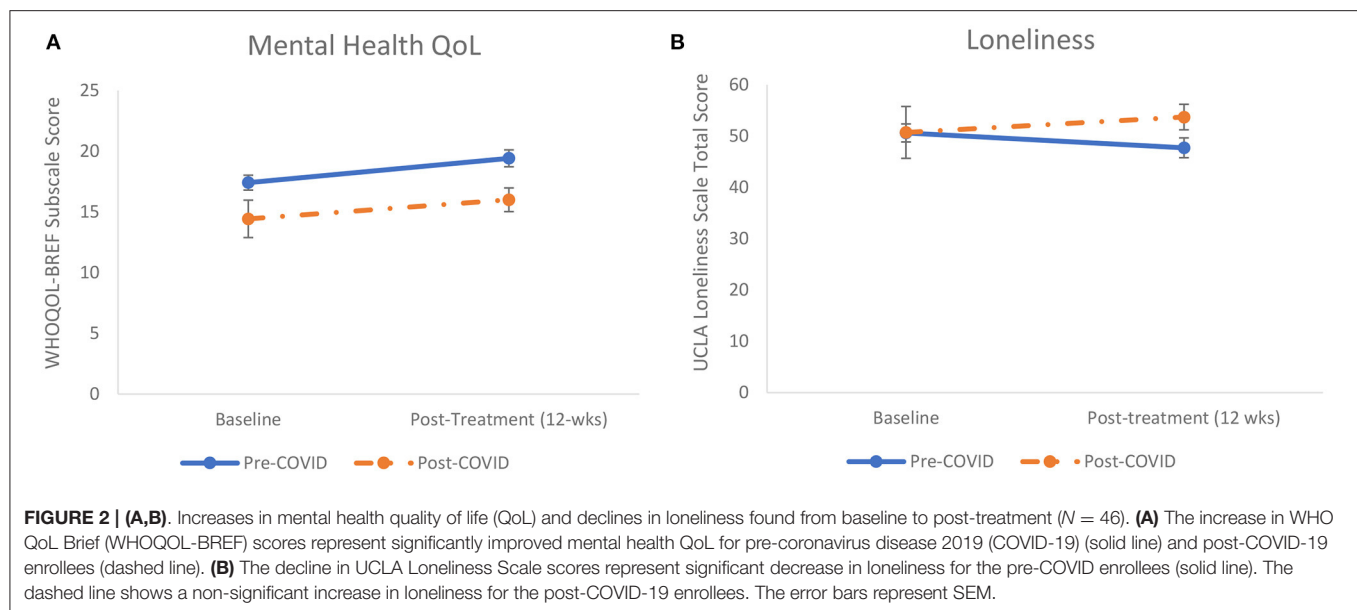 A
Mental Health QoL
WHOQOL-BREF Subscale Score
25
20
15
10
5
0
Baseline
Post-Treatment (12-wks)
Pre-COVID
Post-COVID
B
Loneliness
UCLA Loneliness Scale Total Score
60
50
40
30
20
10
0
Baseline
Post-treatment (12 wks)
Pre-COVID
Post-COVID
FIGURE 2 | (A,B). Increases in mental health quality of life (QoL) and declines in loneliness found from baseline to post-treatment (N = 46). (A) The increase in WHO
QoL Brief (WHOQOL-BREF) scores represent significantly improved mental health QoL for pre-coronavirus disease 2019 (COVID-19) (solid line) and post-COVID-19
enrollees (dashed line). (B) The decline in UCLA Loneliness Scale scores represent significant decrease in loneliness for the pre-COVID enrollees (solid line). The
dashed line shows a non-significant increase in loneliness for the post-COVID-19 enrollees. The error bars represent SEM.